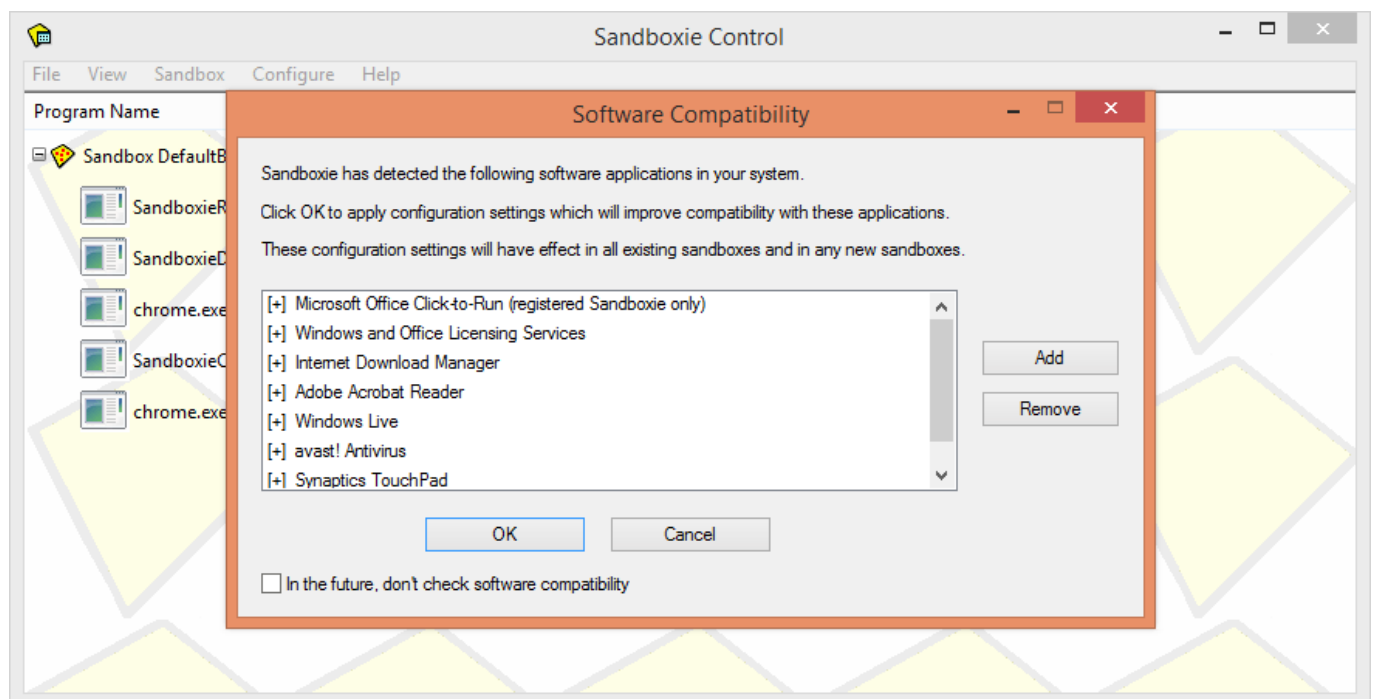 Sandboxie Control
File View Sandbox Configure Help
Program Name
Software Compatibility
Sandbox DefaultB
Sandboxie has detected the following software applications in your system.
SandboxieR
Click OK to apply configuration settings which will improve compatibility with these applications.
SandboxieD
These configuration settings will have effect in all existing sandboxes and in any new sandboxes.
chrome.exe
[+] Microsoft Office Click-to-Run (registered Sandboxie only)
[+] Windows and Office Licensing Services
SandboxieC
[+] Internet Download Manager
Add
[+] Adobe Acrobat Reader
chrome.exe
Remove
[+] Windows Live
[+] avast! Antivirus
[+] Synaptics TouchPad
OK Cancel
In the future, don't check software compatibility